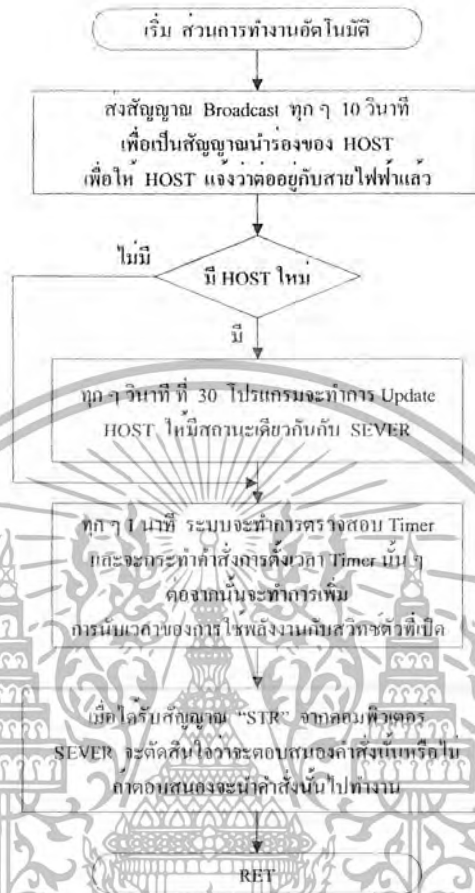 เริ่ม ส่วนการทำงานอัตโนมัติ
ส่งสัญญาณ Broadcast ทุก ๆ 10 วินาที
เพื่อเป็นสัญญาณนำร่องของ HOST
เพื่อให้ HOST แจ้งว่าต่ออยู่กับสายไฟฟ้าแล้ว
ไม่มี
มี HOST ใหม่
มี
ทุก ๆ วินาที ที่ 30 โปรแกรมจะทำการ Update
HOST ให้มีสถานะเดียวกันกับ SEVER
ทุก ๆ 1 นาที ระบบจะทำการตรวจสอบ Timer
และจะกระทำคำสั่งการตั้งเวลา Timer นั้น ๆ
ต่อจากนั้นจะทำการเพิ่ม
การนับเวลาของการใช้พลังงานกับสวิทซ์ตัวที่เปิด
เมื่อได้รับสัญญาณ "STR" จากคอมพิวเตอร์
SEVER จะตัดสินใจว่าจะตอบสนองคำสั่งนั้นหรือไม่
ถ้าตอบสนองจะนำคำสั่งนั้นไปทำงาน
RET